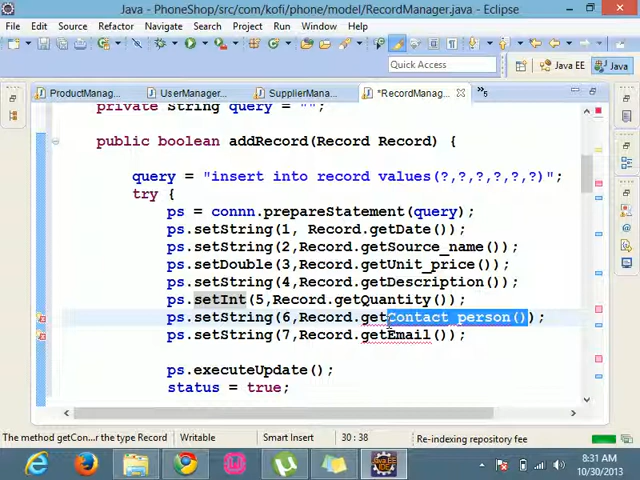 Java - PhoneShop/src/com/kofi/phone/model/RecordManager.java - Eclipse
File Edit Source Refactor Navigate Search Project Run Window Help
Quick Access
Java EE
Java
ProductManag...
UserManager....
SupplierMana...
*RecordManag...
5
private String query = "";
public boolean addRecord(Record Record) {
query = "insert into record values(?,?,?,?,?,?)";
try {
ps = connn.prepareStatement(query);
ps.setString(1, Record.getDate());
ps.setString(2,Record.getSource_name());
ps.setDouble(3,Record.getUnit_price());
ps.setString(4,Record.getDescription());
ps.setInt(5,Record.getQuantity());
ps.setString(6,Record.getContact_person());
ps.setString(7,Record.getEmail());
ps.executeUpdate();
status = true;
The method getCon...r the type Record
Writable
Smart Insert
30 : 38
Re-indexing repository fee
8:31 AM
10/30/2013